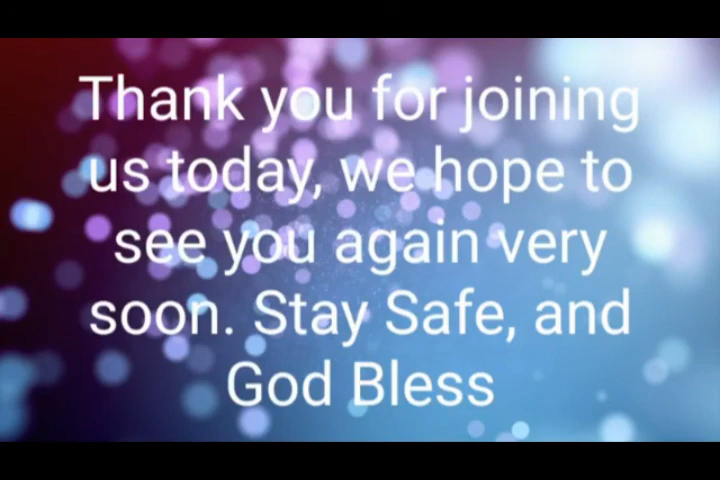 Thank you for joining
us today, we hope to
see you again very
soon. Stay Safe, and
God Bless